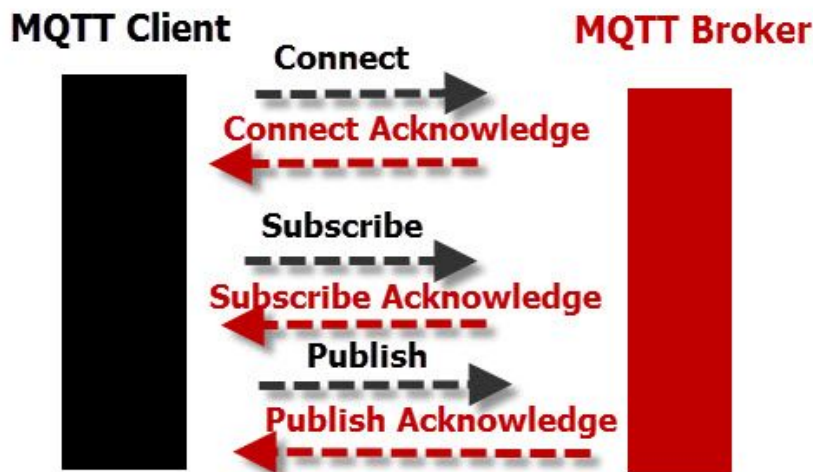 MQTT Client
MQTT Broker
Connect
Connect Acknowledge
Subscribe
Subscribe Acknowledge
Publish
Publish Acknowledge